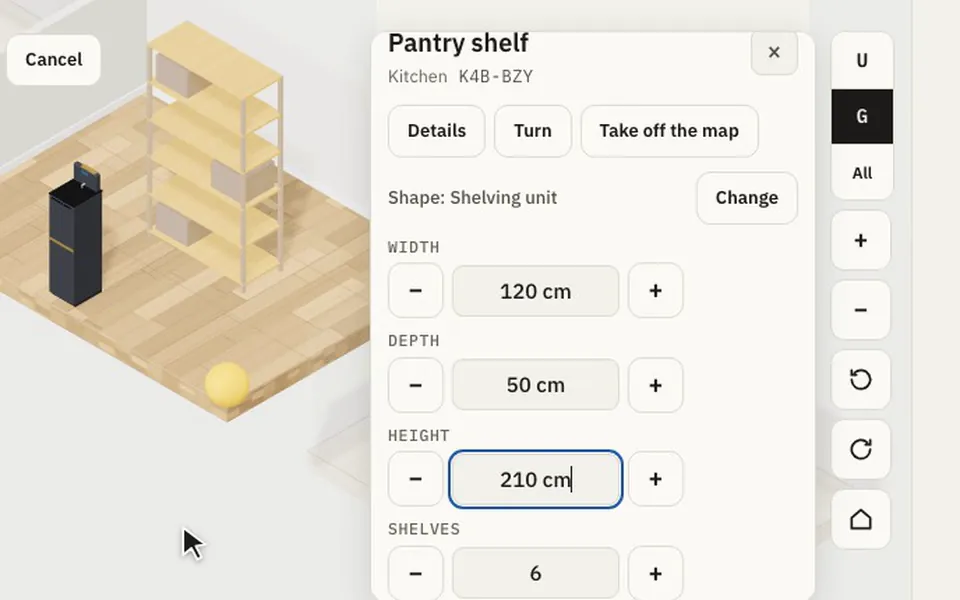 Cancel
Pantry shelf
×
Kitchen K4B-BZY
Details
Turn
Take off the map
Shape: Shelving unit
Change
WIDTH
− 120 cm +
DEPTH
− 50 cm +
HEIGHT
− 210 cm +
SHELVES
− 6 +
U
G
All
+
−